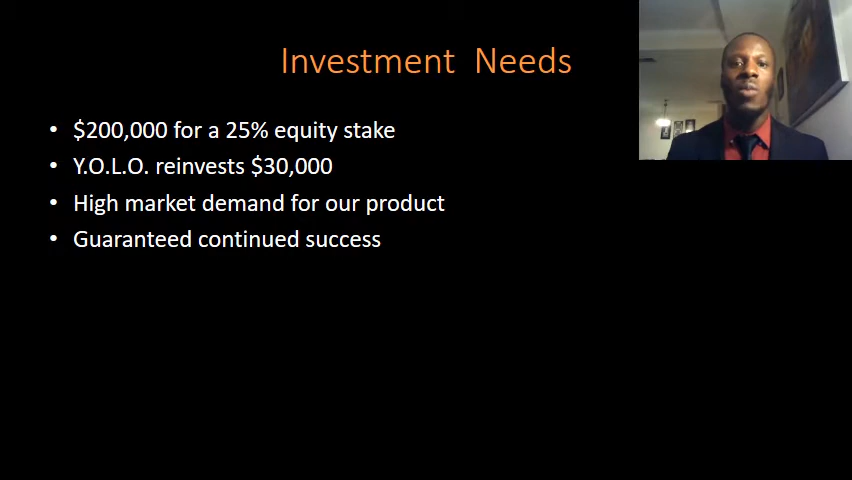 Investment Needs
• $200,000 for a 25% equity stake
• Y.O.L.O. reinvests $30,000
• High market demand for our product
• Guaranteed continued success